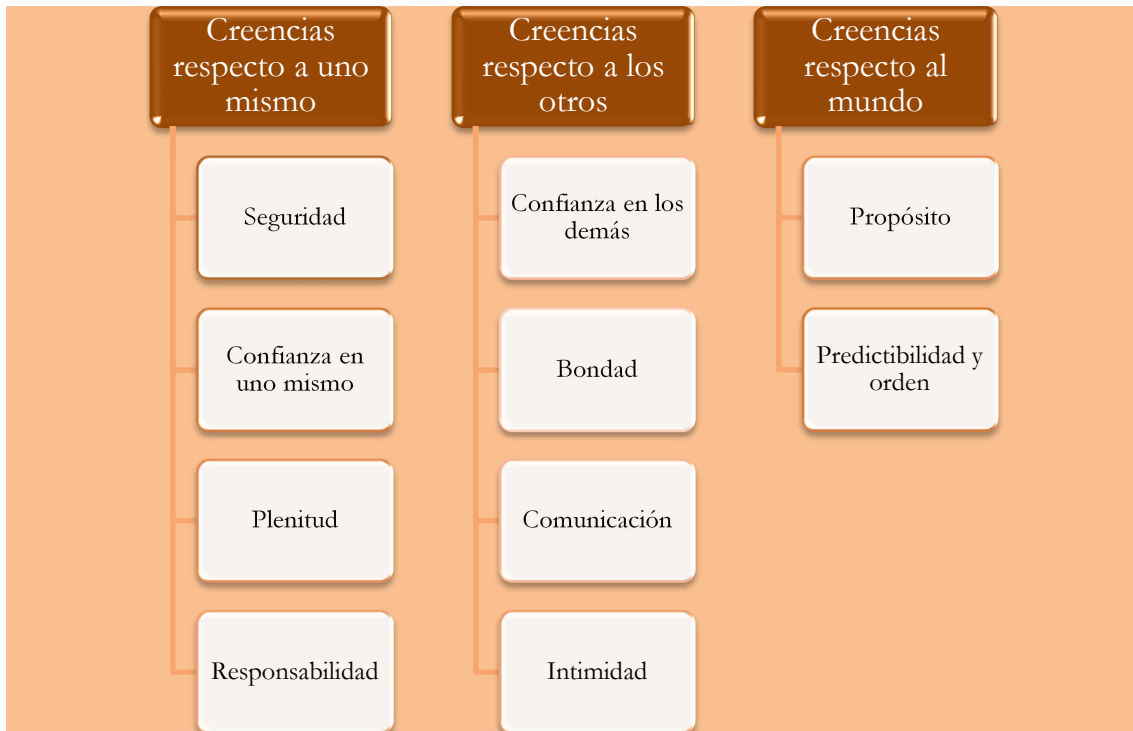 Creencias
respecto a uno
mismo
Seguridad
Confianza en
uno mismo
Plenitud
Responsabilidad
Creencias
respecto a los
otros
Confianza en los
demás
Bondad
Comunicación
Intimidad
Creencias
respecto al
mundo
Propósito
Predictibilidad y
orden